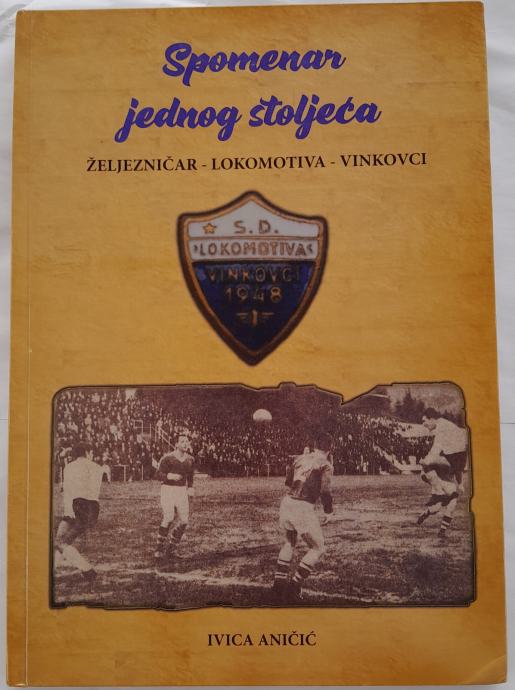 Spomenar
jednog stoljeća
ŽELJEZNIČAR - LOKOMOTIVA - VINKOVCI
S. D.
"LOKOMOTIVA"
VINKOVCI
1948
IVICA ANIČIĆ